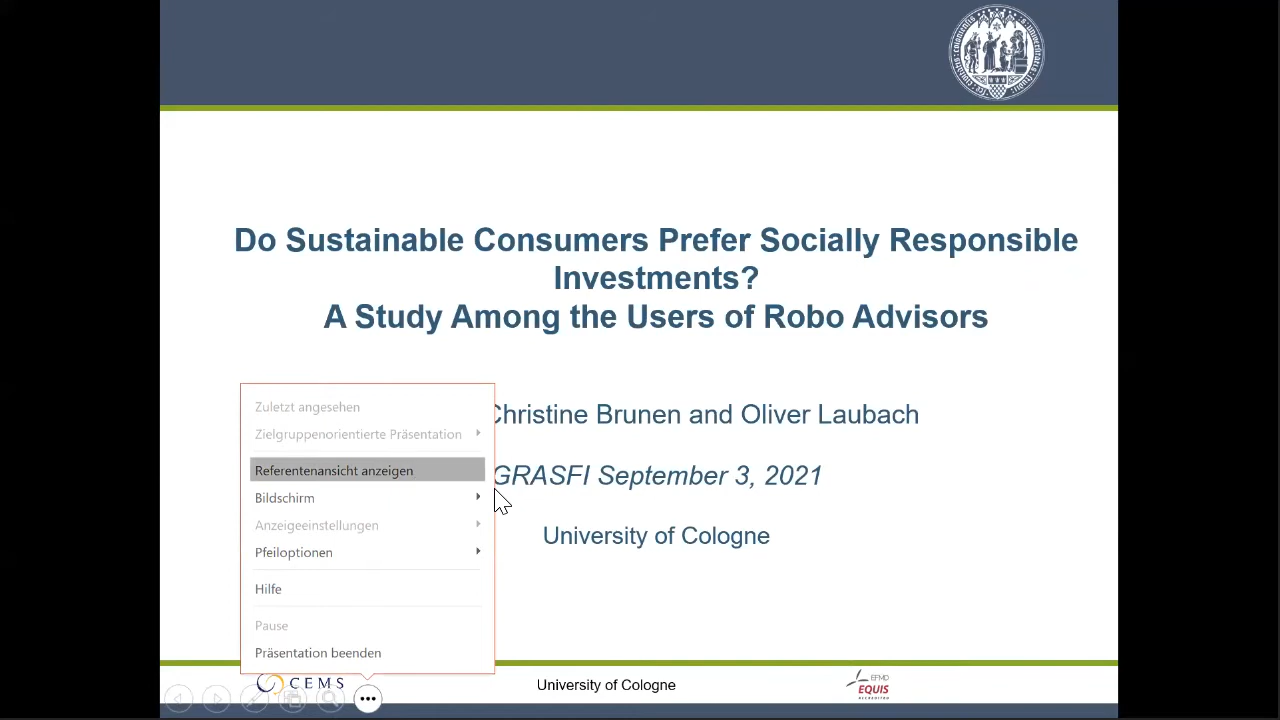 Do Sustainable Consumers Prefer Socially Responsible
Investments?
A Study Among the Users of Robo Advisors
Christine Brunen and Oliver Laubach
GRASFI September 3, 2021
University of Cologne
Zuletzt angesehen
Zielgruppenorientierte Präsentation
Referentenansicht anzeigen
Bildschirm
Anzeigeeinstellungen
Pfeiloptionen
Hilfe
Pause
Präsentation beenden
CEMS
University of Cologne
EFMD
EQUIS
ACCREDITED